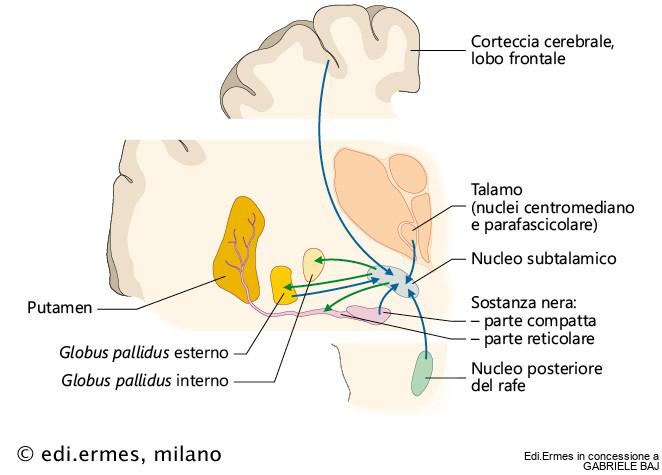 Corteccia cerebrale,
lobo frontale
Talamo
(nuclei centromediano
e parafascicolare)
Nucleo subtalamico
Sostanza nera:
– parte compatta
– parte reticolare
Putamen
Globus pallidus esterno
Globus pallidus interno
Nucleo posteriore
del rafe
© edi.ermes, milano
Edi.Ermes in concessione a
GABRIELE BAJ